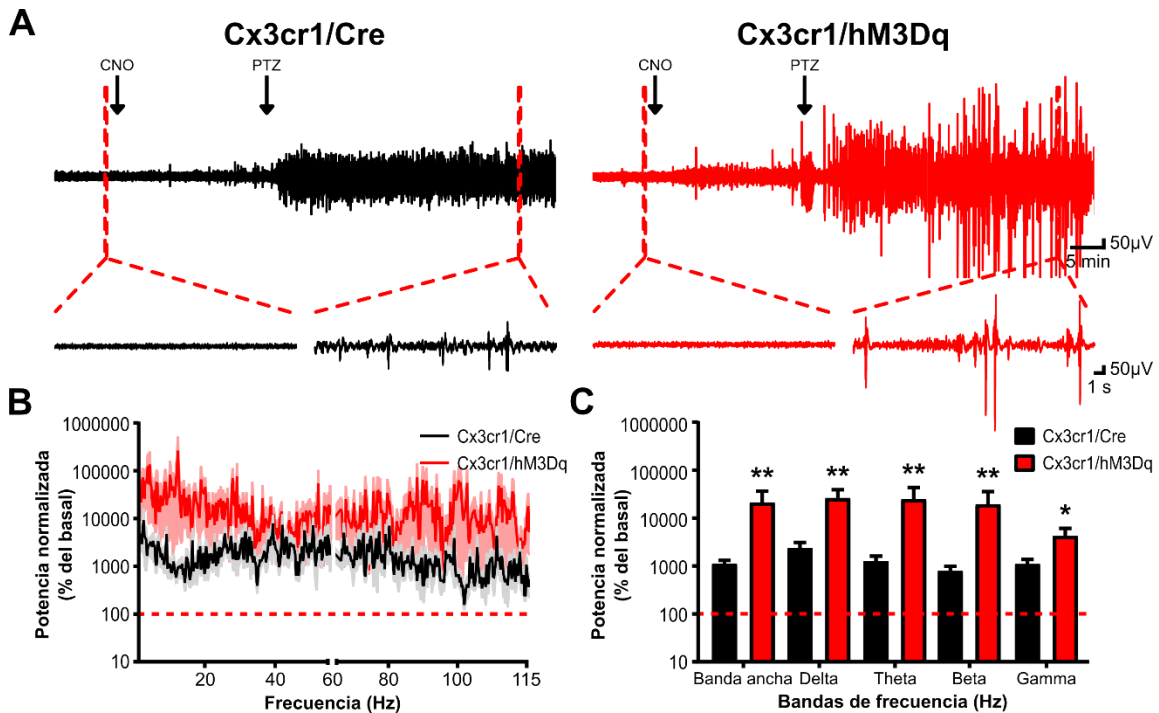 A
Cx3cr1/Cre
Cx3cr1/hM3Dq
CNO
PTZ
CNO
PTZ
50µV
5 min
50µV
1 s
B
Potencia normalizada
(% del basal)
1000000
100000
10000
1000
100
10
Cx3cr1/Cre
Cx3cr1/hM3Dq
20
40
60
80
100
115
Frecuencia (Hz)
C
Potencia normalizada
(% del basal)
1000000
100000
10000
1000
100
10
Cx3cr1/Cre
Cx3cr1/hM3Dq
** ** ** ** *
Banda ancha Delta Theta Beta Gamma
Bandas de frecuencia (Hz)